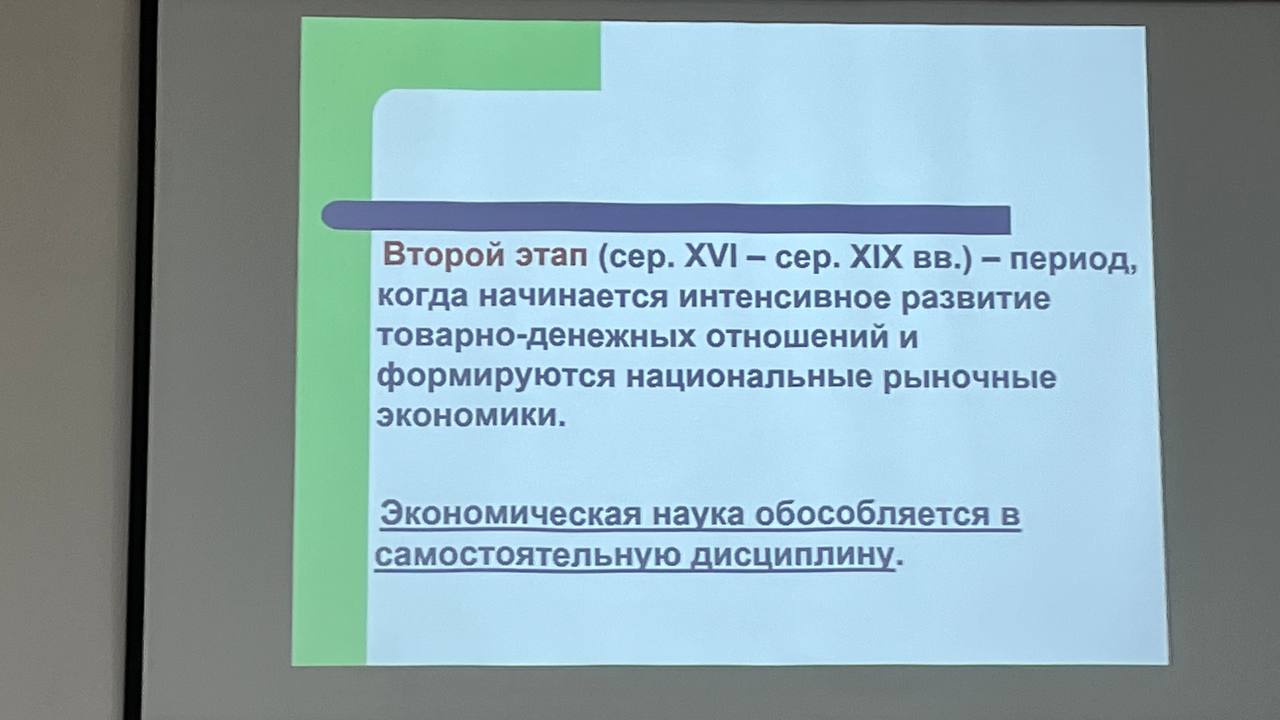 Второй этап (сер. XVI – сер. XIX вв.) – период,
когда начинается интенсивное развитие
товарно-денежных отношений и
формируются национальные рыночные
экономики.
Экономическая наука обособляется в
самостоятельную дисциплину.